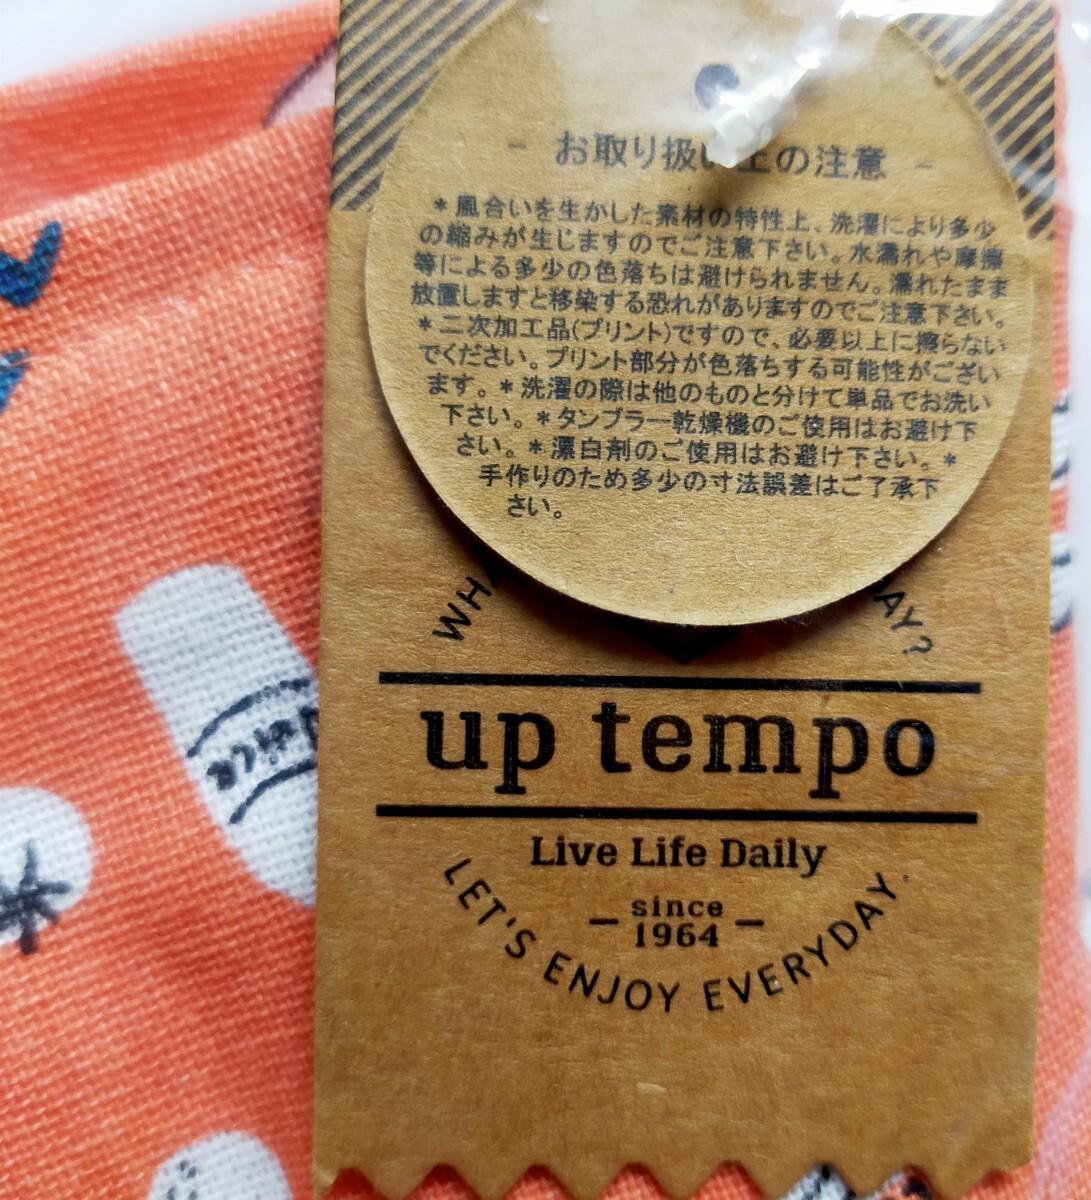 - お取り扱い上の注意 -
＊風合いを生かした素材の特性上、洗濯により多少
の縮みが生じますのでご注意下さい。水濡れや摩擦
等による多少の色落ちは避けられません。濡れたまま
放置しますと移染する恐れがありますのでご注意下さい。
＊二次加工品(プリント)ですので、必要以上に擦らない
でください。プリント部分が色落ちする可能性がござい
ます。＊洗濯の際は他のものと分けて単品でお洗い
下さい。＊タンブラー乾燥機のご使用はお避け下
さい。＊漂白剤のご使用はお避け下さい。＊
手作りのため多少の寸法誤差はご了承下
さい。
up tempo
Live Life Daily
since
1964
LET'S ENJOY EVERYDAY.